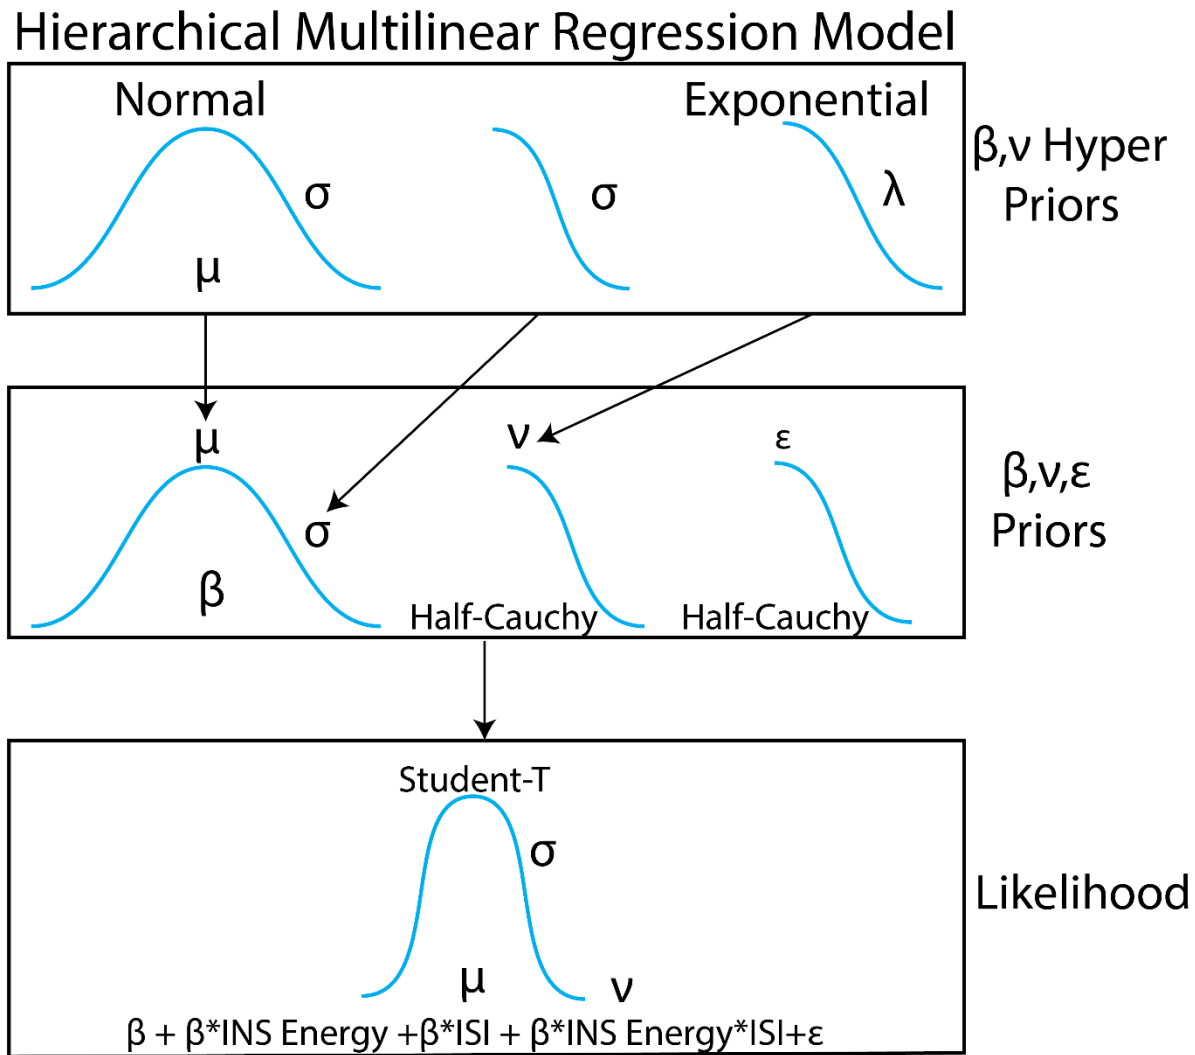 Hierarchical Multilinear Regression Model
Normal
Exponential
σ
σ
λ
μ
β,ν Hyper
Priors
μ
ν
ε
σ
β
Half-Cauchy
Half-Cauchy
β,ν,ε
Priors
Student-T
σ
μ
ν
β + β*INS Energy +β*ISI + β*INS Energy*ISI+ε
Likelihood